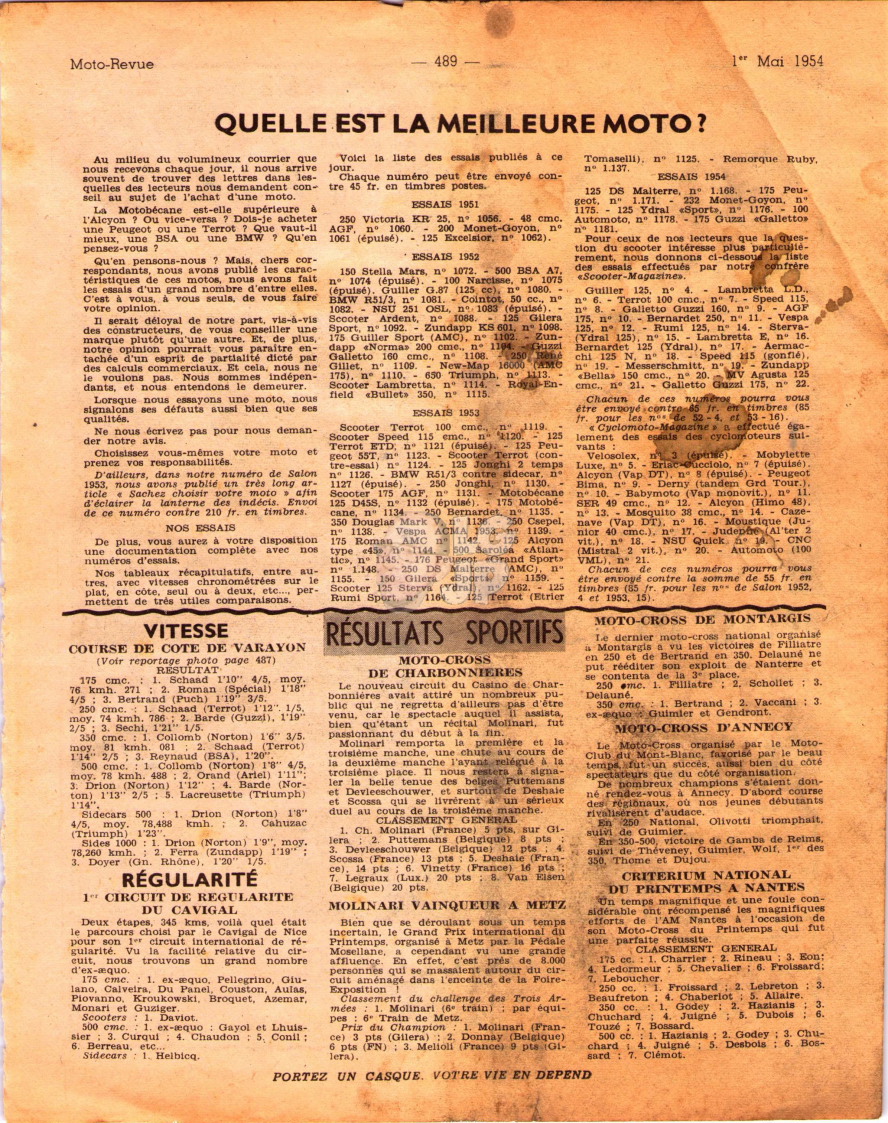 Moto-Revue
— 489 —
1er Mai 1954
QUELLE EST LA MEILLEURE MOTO ?
Au milieu du volumineux courrier que
nous recevons chaque jour, il nous arrive
souvent de trouver des lettres dans les-
quelles des lecteurs nous demandent con-
seil au sujet de l'achat d'une moto.
La Motobécane est-elle supérieure à
l'Alcyon ? Ou vice-versa ? Dois-je acheter
une Peugeot ou une Terrot ? Que vaut-il
mieux, une BSA ou une BMW ? Qu'en
pensez-vous ?
Qu'en pensons-nous ? Mais, chers cor-
respondants, nous avons publié les carac-
téristiques de ces motos, nous avons fait
les essais d'un grand nombre d'entre elles.
C'est à vous, à vous seuls, de vous faire
votre opinion.
Il serait déloyal de notre part, vis-à-vis
des constructeurs, de vous conseiller une
marque plutôt qu'une autre. Et, de plus,
notre opinion pourrait vous paraître en-
tachée d'un esprit de partialité dicté par
des calculs commerciaux. Et cela, nous ne
le voulons pas. Nous sommes indépen-
dants, et nous entendons le demeurer.
Lorsque nous essayons une moto, nous
signalons ses défauts aussi bien que ses
qualités.
Ne nous écrivez pas pour nous deman-
der notre avis.
Choisissez vous-mêmes votre moto et
prenez vos responsabilités.
D'ailleurs, dans notre numéro de Salon
1953, nous avons publié un très long ar-
ticle « Sachez choisir votre moto » afin
d'éclairer la lanterne des indécis. Envoi
de ce numéro contre 210 fr. en timbres.
NOS ESSAIS
De plus, vous aurez à votre disposition
une documentation complète avec nos
numéros d'essais.
Nos tableaux récapitulatifs, entre au-
tres, avec vitesses chronométrées sur le
plat, en côte, seul ou à deux, etc..., per-
mettent de très utiles comparaisons.
Voici la liste des essais publiés à ce
jour.
Chaque numéro peut être envoyé con-
tre 45 fr. en timbres postes.
ESSAIS 1951
250 Victoria KR 25, n° 1056. - 48 cmc.
AGF, n° 1060. - 200 Monet-Goyon, n°
1061 (épuisé). - 125 Excelsior, n° 1062).
ESSAIS 1952
150 Stella Mars, n° 1072. - 500 BSA A7,
n° 1074 (épuisé). - 100 Narcisse, n° 1075
(épuisé). Guiller G.87 (125 cc), n° 1080. -
BMW R51/3, n° 1081. - Cointot, 50 cc., n°
1082. - NSU 251 OSL, n° 1083 (épuisé). -
Scooter Ardent, n° 1088. - 125 Gilera
Sport, n° 1092. - Zundapp KS 601, n° 1098.
175 Guiller Sport (AMC), n° 1102. - Zun-
dapp «Norma» 200 cmc., n° 1104. - Guzzi
Galletto 160 cmc., n° 1108. - 250 René
Gillet, n° 1109. - New-Map 16000 (AMC
175), n° 1110. - 650 Triumph, n° 1113. -
Scooter Lambretta, n° 1114. - Royal-En-
field «Bullet» 350, n° 1115.
ESSAIS 1953
Scooter Terrot 100 cmc., n° 1119. -
Scooter Speed 115 cmc., n° 1120. - 125
Terrot ETD, n° 1121 (épuisé). - 125 Peu-
geot 55T, n° 1123. - Scooter Terrot (con-
tre-essai) n° 1124. - 125 Jonghi 2 temps
n° 1126. - BMW R51/3 contre sidecar, n°
1127 (épuisé). - 250 Jonghi, n° 1130. -
Scooter 175 AGF, n° 1131. - Motobécane
125 D45S, n° 1132 (épuisé). - 175 Motobé-
cane, n° 1134. - 250 Bernardet, n° 1135. -
350 Douglas Mark V n° 1136. - 250 Csepel,
n° 1138. - Vespa ACMA 1953, n° 1139. -
175 Roman AMC n° 1142. - 125 Alcyon
type «45» n° 1144. - 500 Sarolea «Atlan-
tic», n° 1145. - 176 Peugeot «Grand Sport»
n° 1.148. - 250 DS Malterre (AMC), n°
1155. - 150 Gilera «Sport» n° 1159. -
Scooter 125 Sterva (Ydral), n° 1162. - 125
Rumi Sport, n° 1164. - 125 Terrot (Etrier
Tomaselli), n° 1125. - Remorque Ruby,
n° 1.137.
ESSAIS 1954
125 DS Malterre, n° 1.168. - 175 Peu-
geot, n° 1.171. - 232 Monet-Goyon, n°
1175. - 125 Ydral «Sport», n° 1176. - 100
Automoto, n° 1178. - 175 Guzzi «Galletto»
n° 1181.
Pour ceux de nos lecteurs que la ques-
tion du scooter intéresse plus particuliè-
rement, nous donnons ci-dessous la liste
des essais effectués par notre confrère
«Scooter-Magazine».
Guiller 125, n° 4. - Lambretta L.D.,
n° 6. - Terrot 100 cmc., n° 7. - Speed 115,
n° 8. - Galletto Guzzi 160, n° 9. - AGF
175, n° 10. - Bernardet 250, n° 11. - Vespa
125, n° 12. - Rumi 125, n° 14. - Sterva-
(Ydral 125), n° 15. - Lambretta E, n° 16.
Bernardet 125 (Ydral), n° 17. - Aermac-
chi 125 N, n° 18. - Speed 115 (gonflé),
n° 19. - Messerschmitt, n° 19. - Zundapp
«Bella» 150 cmc., n° 20. - MV Agusta 125
cmc., n° 21. - Galletto Guzzi 175, n° 22.
Chacun de ces numéros pourra vous
être envoyé contre 85 fr. en timbres (85
fr. pour les n°s de 52 - 4, et 53 - 16).
« Cyclomoto-Magazine » a effectué éga-
lement des essais des cyclomoteurs sui-
vants :
Velosolex, n° 3 (épuisé). - Mobylette
Luxe, n° 5. - Eriac-Cucciolo, n° 7 (épuisé).
Alcyon (Vap DT), n° 8 (épuisé). - Peugeot
Bima, n° 9. - Derny (tandem Grd Tour.),
n° 10. - Babymoto (Vap monovit.), n° 11.
SER 49 cmc., n° 12. - Alcyon (Himo 48),
n° 13. - Mosquito 38 cmc., n° 14. - Caze-
nave (Vap DT), n° 16. - Moustique (Ju-
nior 40 cmc.), n° 17. - Judenne (Al'ter 2
vit.), n° 18. - NSU Quick, n° 19. - CNC
(Mistral 2 vit.), n° 20. - Automoto (100
VML), n° 21.
Chacun de ces numéros pourra vous
être envoyé contre la somme de 55 fr. en
timbres (85 fr. pour les n°s de Salon 1952,
4 et 1953, 15).
VITESSE
COURSE DE COTE DE VARAYON
(Voir reportage photo page 487)
RESULTAT
175 cmc. : 1. Schaad 1'10" 4/5, moy.
76 kmh. 271 ; 2. Roman (Spécial) 1'18"
4/5 ; 3. Bertrand (Puch) 1'19" 3/5.
250 cmc. : 1. Schaad (Terrot) 1'12". 1/5,
moy. 74 kmh. 786 ; 2. Barde (Guzzi), 1'19"
2/5 ; 3. Sechi, 1'21" 1/5.
350 cmc. : 1. Collomb (Norton) 1'6" 3/5.
moy. 81 kmh. 081 ; 2. Schaad (Terrot)
1'14" 2/5 ; 3. Reynaud (BSA), 1'20".
500 cmc. : 1. Collomb (Norton) 1'8" 4/5,
moy. 78 kmh. 488 ; 2. Orand (Ariel) 1'11" ;
3. Drion (Norton) 1'12" ; 4. Barde (Nor-
ton) 1'13" 2/5 ; 5. Lacreusette (Triumph)
1'14".
Sidecars 500 : 1. Drion (Norton) 1'8"
4/5, moy. 78,488 kmh. ; 2. Cahuzac
(Triumph) 1'23".
Sides 1000 : 1. Drion (Norton) 1'9", moy.
78,260 kmh. ; 2. Ferra (Zundapp) 1'19" ;
3. Doyer (Gn. Rhône), 1'20" 1/5.
RÉGULARITÉ
1er CIRCUIT DE REGULARITE
DU CAVIGAL
Deux étapes, 345 kms, voilà quel était
le parcours choisi par le Cavigal de Nice
pour son 1er circuit international de ré-
gularité. Vu la facilité relative du cir-
cuit, nous trouvons un grand nombre
d'ex-æquo.
175 cmc. : 1. ex-æquo, Pellegrino, Giu-
lano, Calveira, Du Panel, Couston, Aulas,
Piovanno, Kroukowski, Broquet, Azemar,
Monari et Guziger.
Scooters : 1. Daviot.
500 cmc. : 1. ex-æquo : Gayol et Lhuis-
sier ; 3. Curqui ; 4. Chaudon ; 5. Conil ;
6. Berreau, etc...
Sidecars : 1. Helbicq.
RÉSULTATS SPORTIFS
MOTO-CROSS
DE CHARBONNIERES
Le nouveau circuit du Casino de Char-
bonnières avait attiré un nombreux pu-
blic qui ne regretta d'ailleurs pas d'être
venu, car le spectacle auquel il assista,
bien qu'étant un récital Molinari, fut
passionnant du début à la fin.
Molinari remporta la première et la
troisième manche, une chute au cours de
la deuxième manche l'ayant relégué à la
troisième place. Il nous restera à signa-
ler la belle tenue des belges Puttemans
et Devleeschouwer, et surtout de Deshaie
et Scossa qui se livrèrent à un sérieux
duel au cours de la troisième manche.
CLASSEMENT GENERAL
1. Ch. Molinari (France) 5 pts, sur Gi-
lera ; 2. Puttemans (Belgique) 8 pts ;
3. Devleeschouwer (Belgique) 12 pts ; 4.
Scossa (France) 13 pts ; 5. Deshaie (Fran-
ce), 14 pts ; 6. Vinetty (France) 16 pts ;
7. Legraux (Lux.) 20 pts ; 8. Van Eisen
(Belgique) 20 pts.
MOLINARI VAINQUEUR A METZ
Bien que se déroulant sous un temps
incertain, le Grand Prix international du
Printemps, organisé à Metz par la Pédale
Mosellane, a cependant vu une grande
affluence. En effet, c'est près de 8.000
personnes qui se massaient autour du cir-
cuit aménagé dans l'enceinte de la Foire-
Exposition !
Classement du challenge des Trois Ar-
mées : 1. Molinari (6e train) ; par équi-
pes : 6e Train de Metz.
Prix du Champion : 1. Molinari (Fran-
ce) 3 pts (Gilera) ; 2. Donnay (Belgique)
6 pts (FN) ; 3. Melioli (France) 9 pts (Gi-
lera).
MOTO-CROSS DE MONTARGIS
Le dernier moto-cross national organisé
à Montargis a vu les victoires de Filliatre
en 250 et de Bertrand en 350. Delauné ne
put rééditer son exploit de Nanterre et
se contenta de la 3e place.
250 cmc. 1. Filliatre ; 2. Schollet ; 3.
Delauné.
350 cmc. : 1. Bertrand ; 2. Vaccani ; 3.
ex-æquo : Guimier et Gendront.
MOTO-CROSS D'ANNECY
Le Moto-Cross organisé par le Moto-
Club du Mont-Blanc, favorisé par le beau
temps, fut un succès, aussi bien du côté
spectateurs que du côté organisation.
De nombreux champions s'étaient don-
né rendez-vous à Annecy. D'abord course
des régionaux, où nos jeunes débutants
rivalisèrent d'audace.
En 250 National, Olivotti triomphait,
suivi de Guimier.
En 350-500, victoire de Gamba de Reims,
suivi de Théveney, Guimier, Wolf, 1er des
350, Thome et Dujou.
CRITERIUM NATIONAL
DU PRINTEMPS A NANTES
Un temps magnifique et une foule con-
sidérable ont récompensé les magnifiques
efforts de l'AM Nantes à l'occasion de
son Moto-Cross du Printemps qui fut
une parfaite réussite.
CLASSEMENT GENERAL
175 cc. : 1. Charrier ; 2. Rineau ; 3. Eon;
4. Ledormeur ; 5. Chevalier ; 6. Froissard;
7. Leboucher.
250 cc. : 1. Froissard ; 2. Lebreton ; 3.
Beaufreton ; 4. Chaberlot ; 5. Allaire.
350 cc. : 1. Godey ; 2. Hazianis ; 3.
Chuchard ; 4. Juigné ; 5. Dubois ; 6.
Touzé ; 7. Bossard.
500 cc. : 1. Hazianis ; 2. Godey ; 3. Chu-
chard ; 4. Juigné ; 5. Desbois ; 6. Bos-
sard ; 7. Clémot.
PORTEZ UN CASQUE. VOTRE VIE EN DEPEND